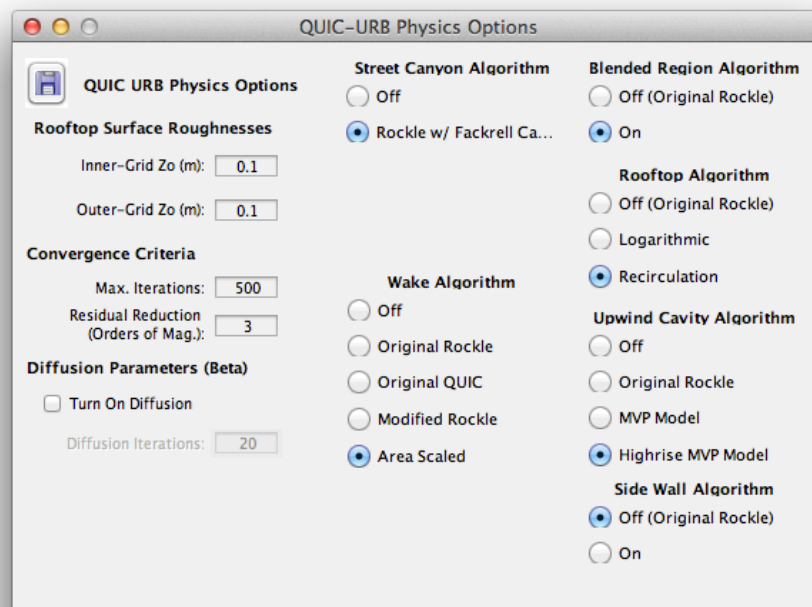 QUIC-URB Physics Options
QUIC URB Physics Options
Rooftop Surface Roughnesses
Inner-Grid Zo (m): 0.1
Outer-Grid Zo (m): 0.1
Convergence Criteria
Max. Iterations: 500
Residual Reduction
(Orders of Mag.): 3
Diffusion Parameters (Beta)
Turn On Diffusion
Diffusion Iterations: 20
Street Canyon Algorithm
Off
Rockle w/ Fackrell Ca...
Wake Algorithm
Off
Original Rockle
Original QUIC
Modified Rockle
Area Scaled
Blended Region Algorithm
Off (Original Rockle)
On
Rooftop Algorithm
Off (Original Rockle)
Logarithmic
Recirculation
Upwind Cavity Algorithm
Off
Original Rockle
MVP Model
Highrise MVP Model
Side Wall Algorithm
Off (Original Rockle)
On